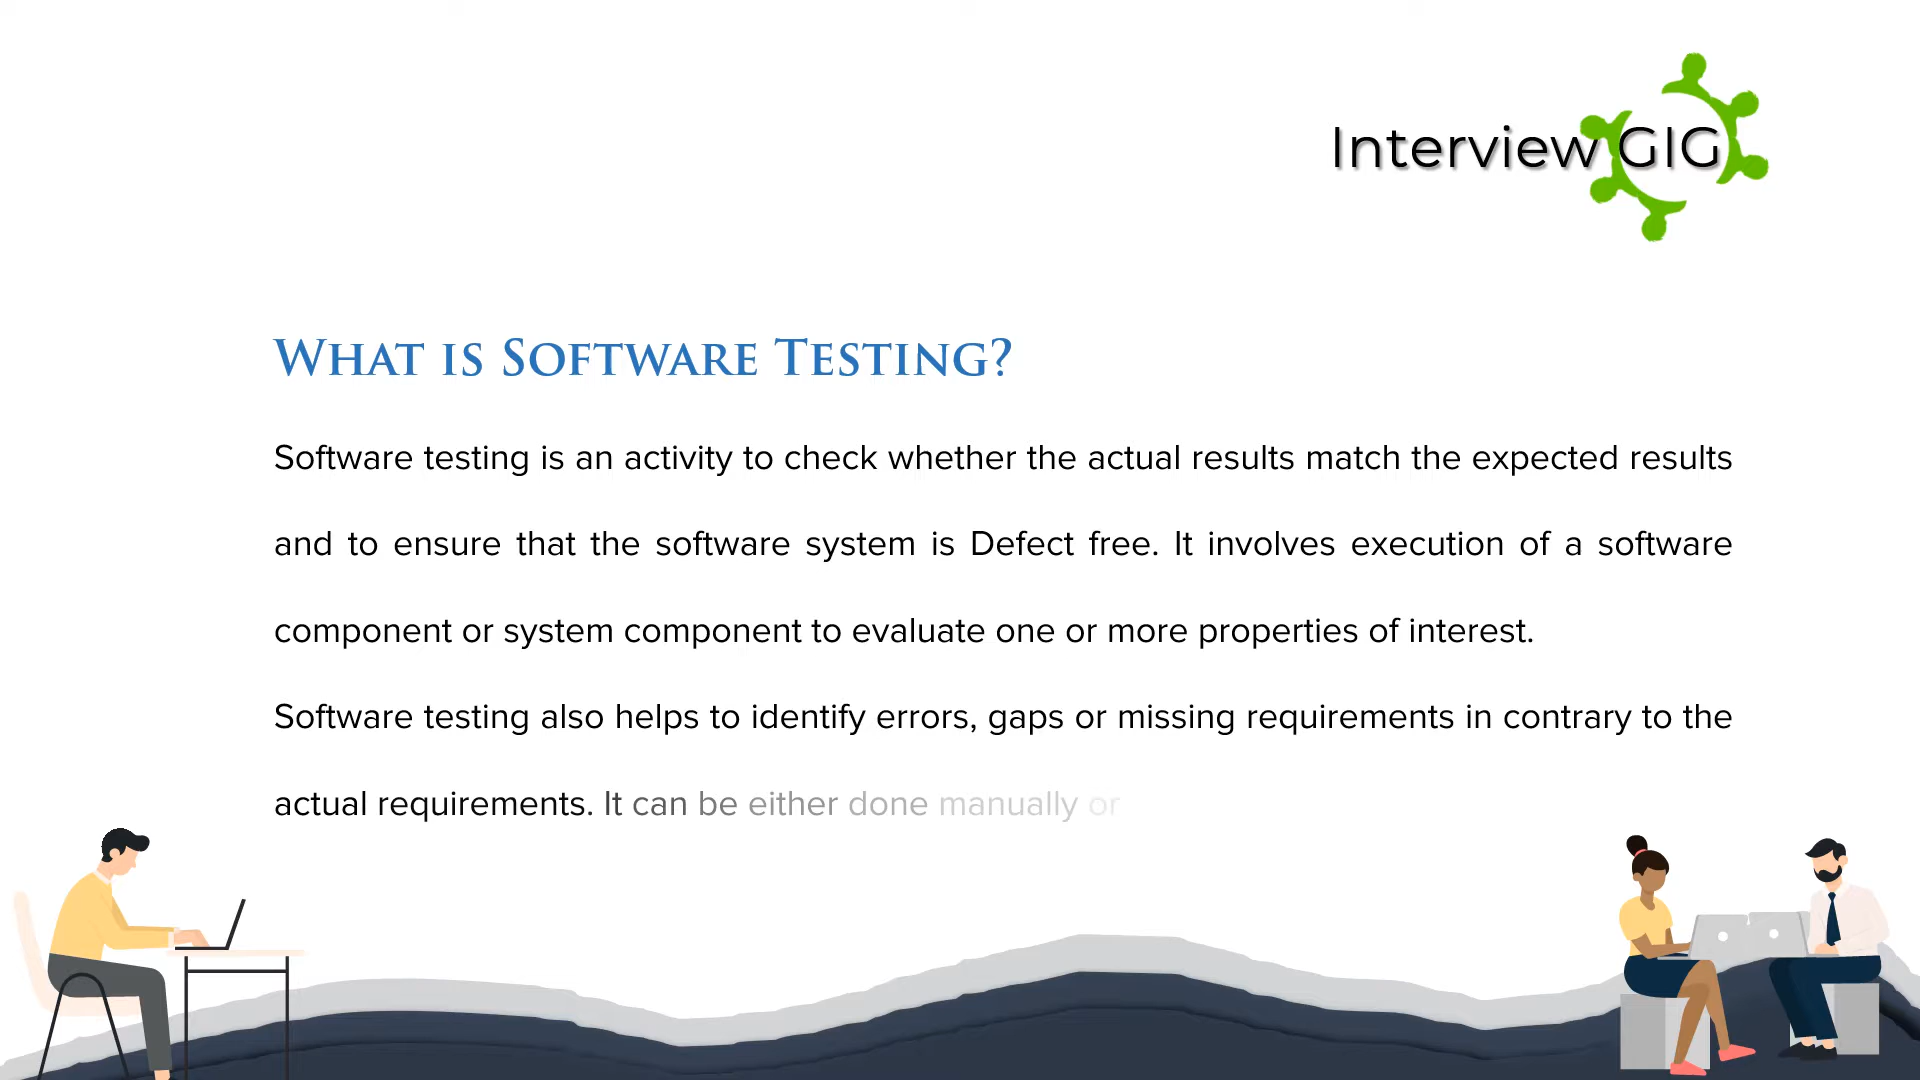 Interview GIG
What is Software Testing?
Software testing is an activity to check whether the actual results match the expected results
and to ensure that the software system is Defect free. It involves execution of a software
component or system component to evaluate one or more properties of interest.
Software testing also helps to identify errors, gaps or missing requirements in contrary to the
actual requirements. It can be either done manually or